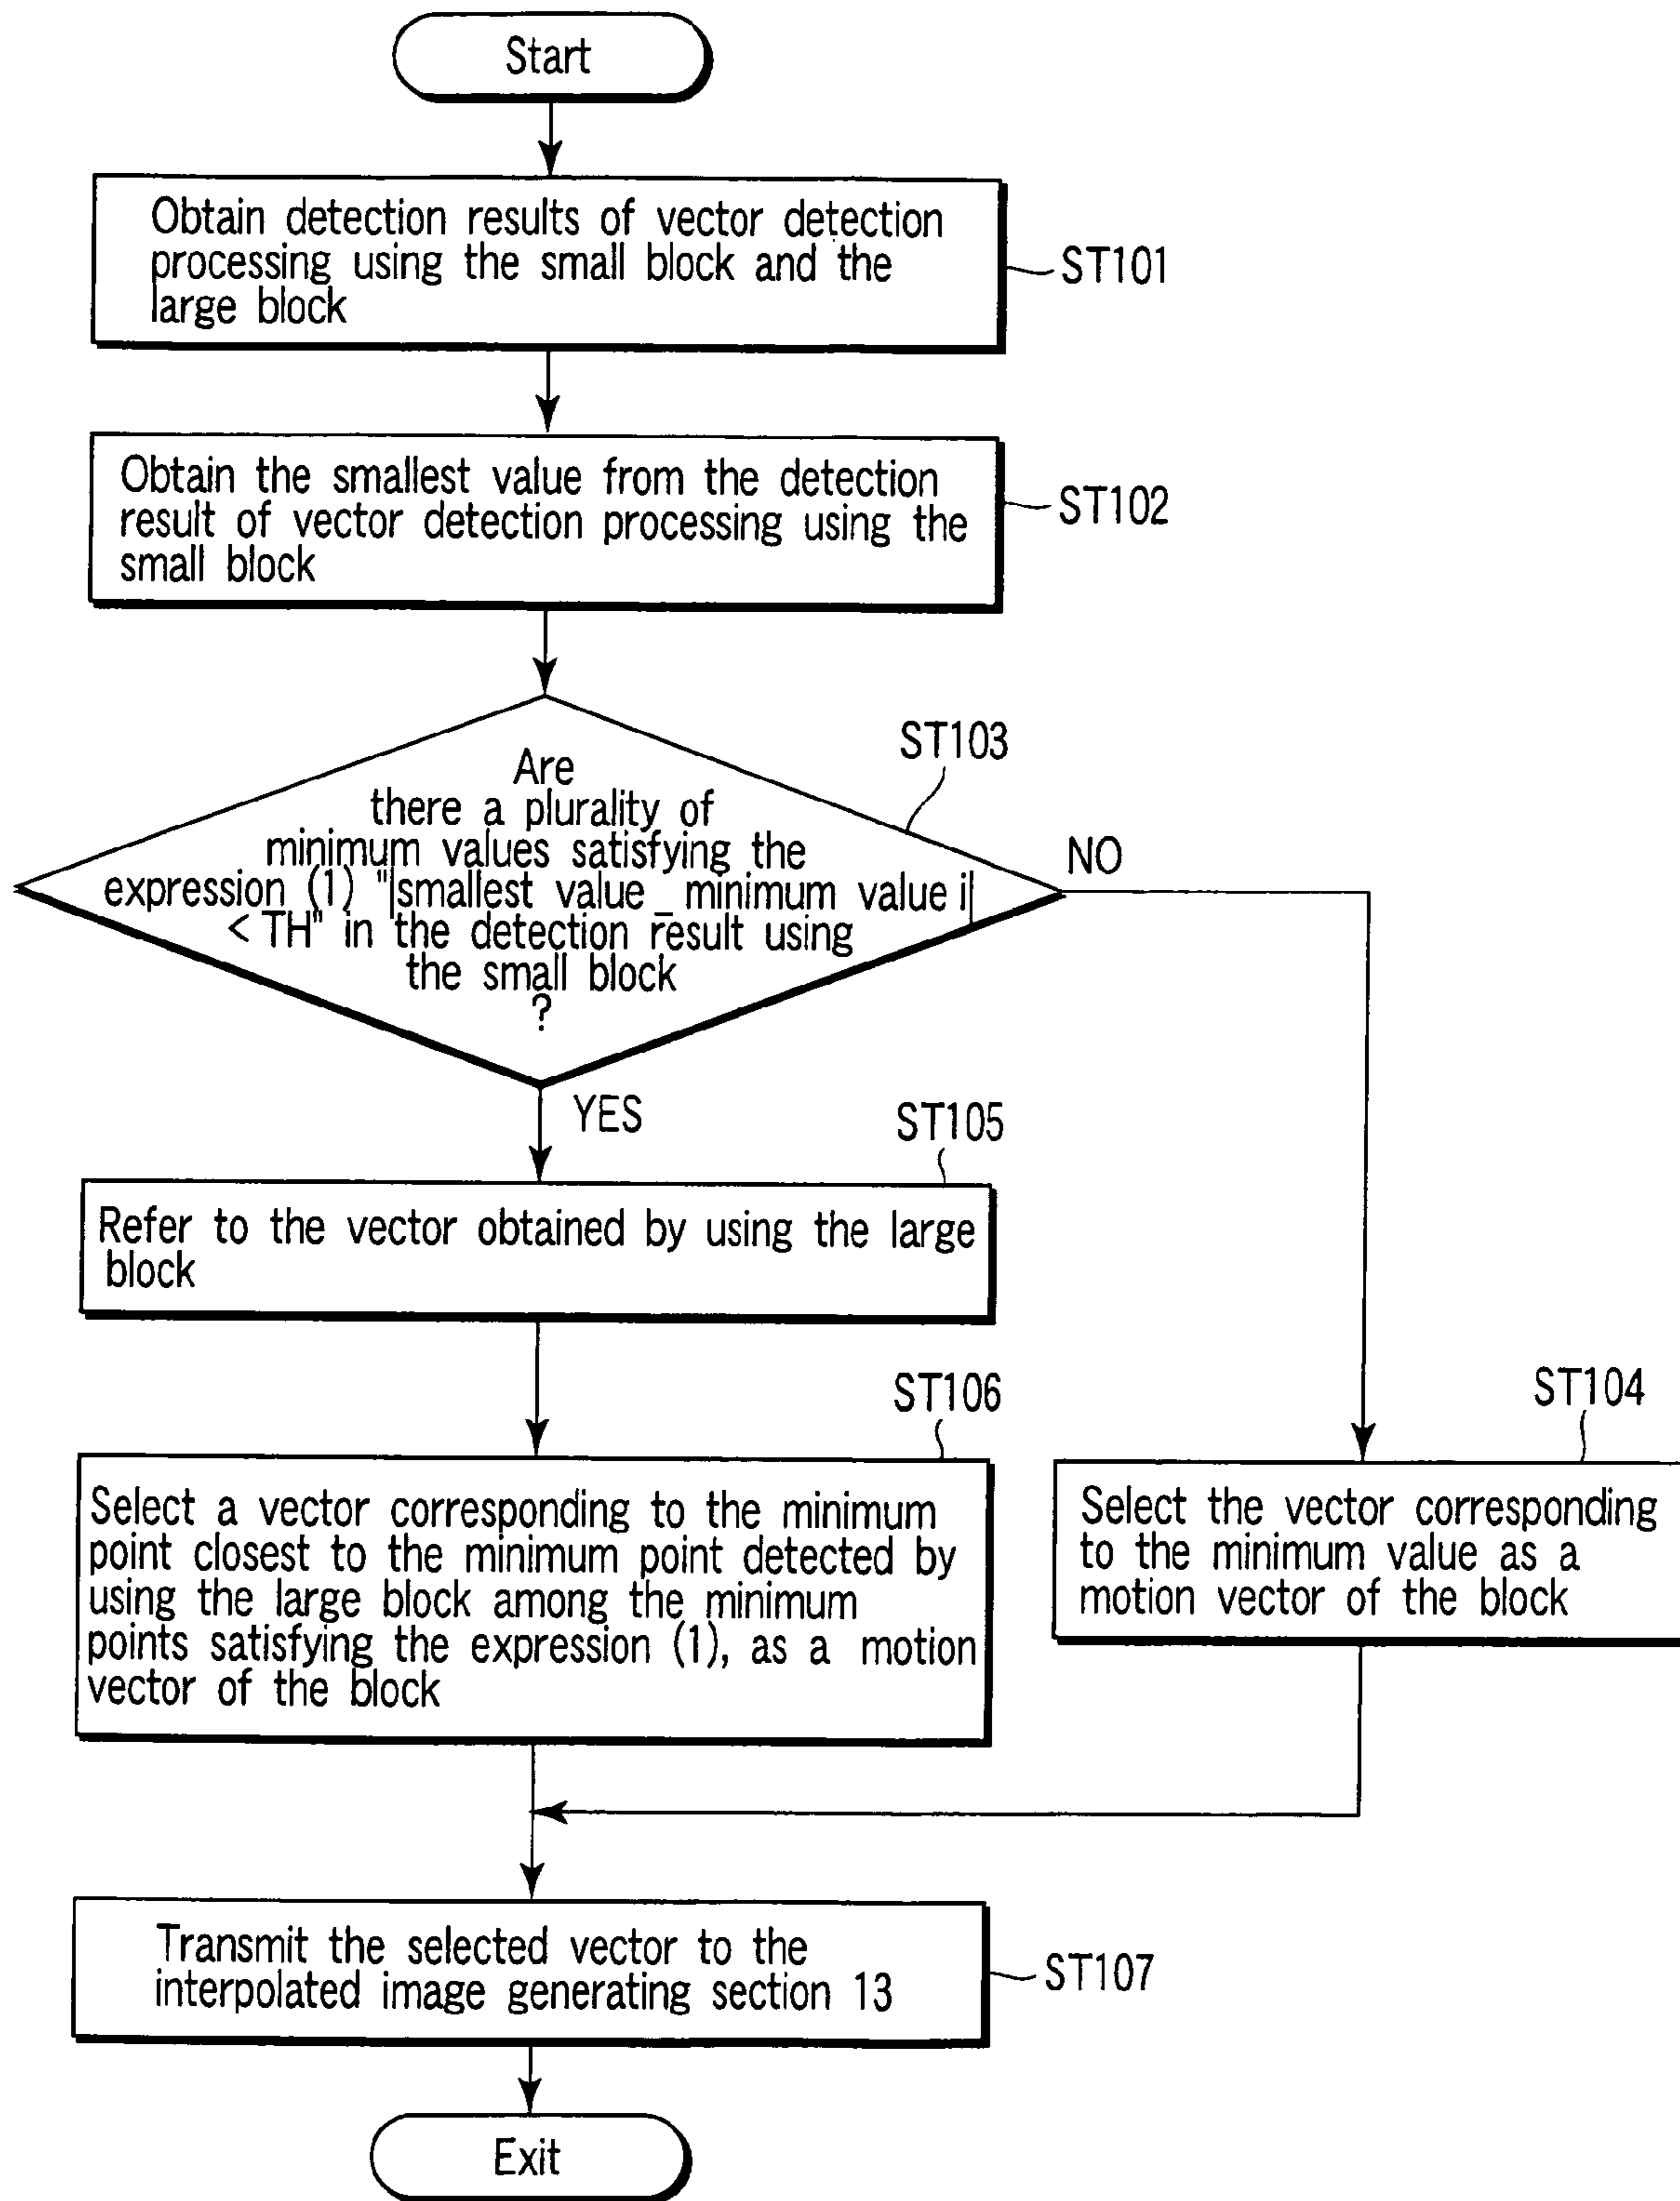 Start
Obtain detection results of vector detection
processing using the small block and the
large block
ST101
Obtain the smallest value from the detection
result of vector detection processing using the
small block
ST102
ST103
Are
there a plurality of
minimum values satisfying the
expression (1) "|smallest value _ minimum value i|
< TH" in the detection result using
the small block
?
NO
YES
ST105
Refer to the vector obtained by using the large
block
ST106
Select a vector corresponding to the minimum
point closest to the minimum point detected by
using the large block among the minimum
points satisfying the expression (1), as a motion
vector of the block
ST104
Select the vector corresponding
to the minimum value as a
motion vector of the block
Transmit the selected vector to the
interpolated image generating section 13
ST107
Exit